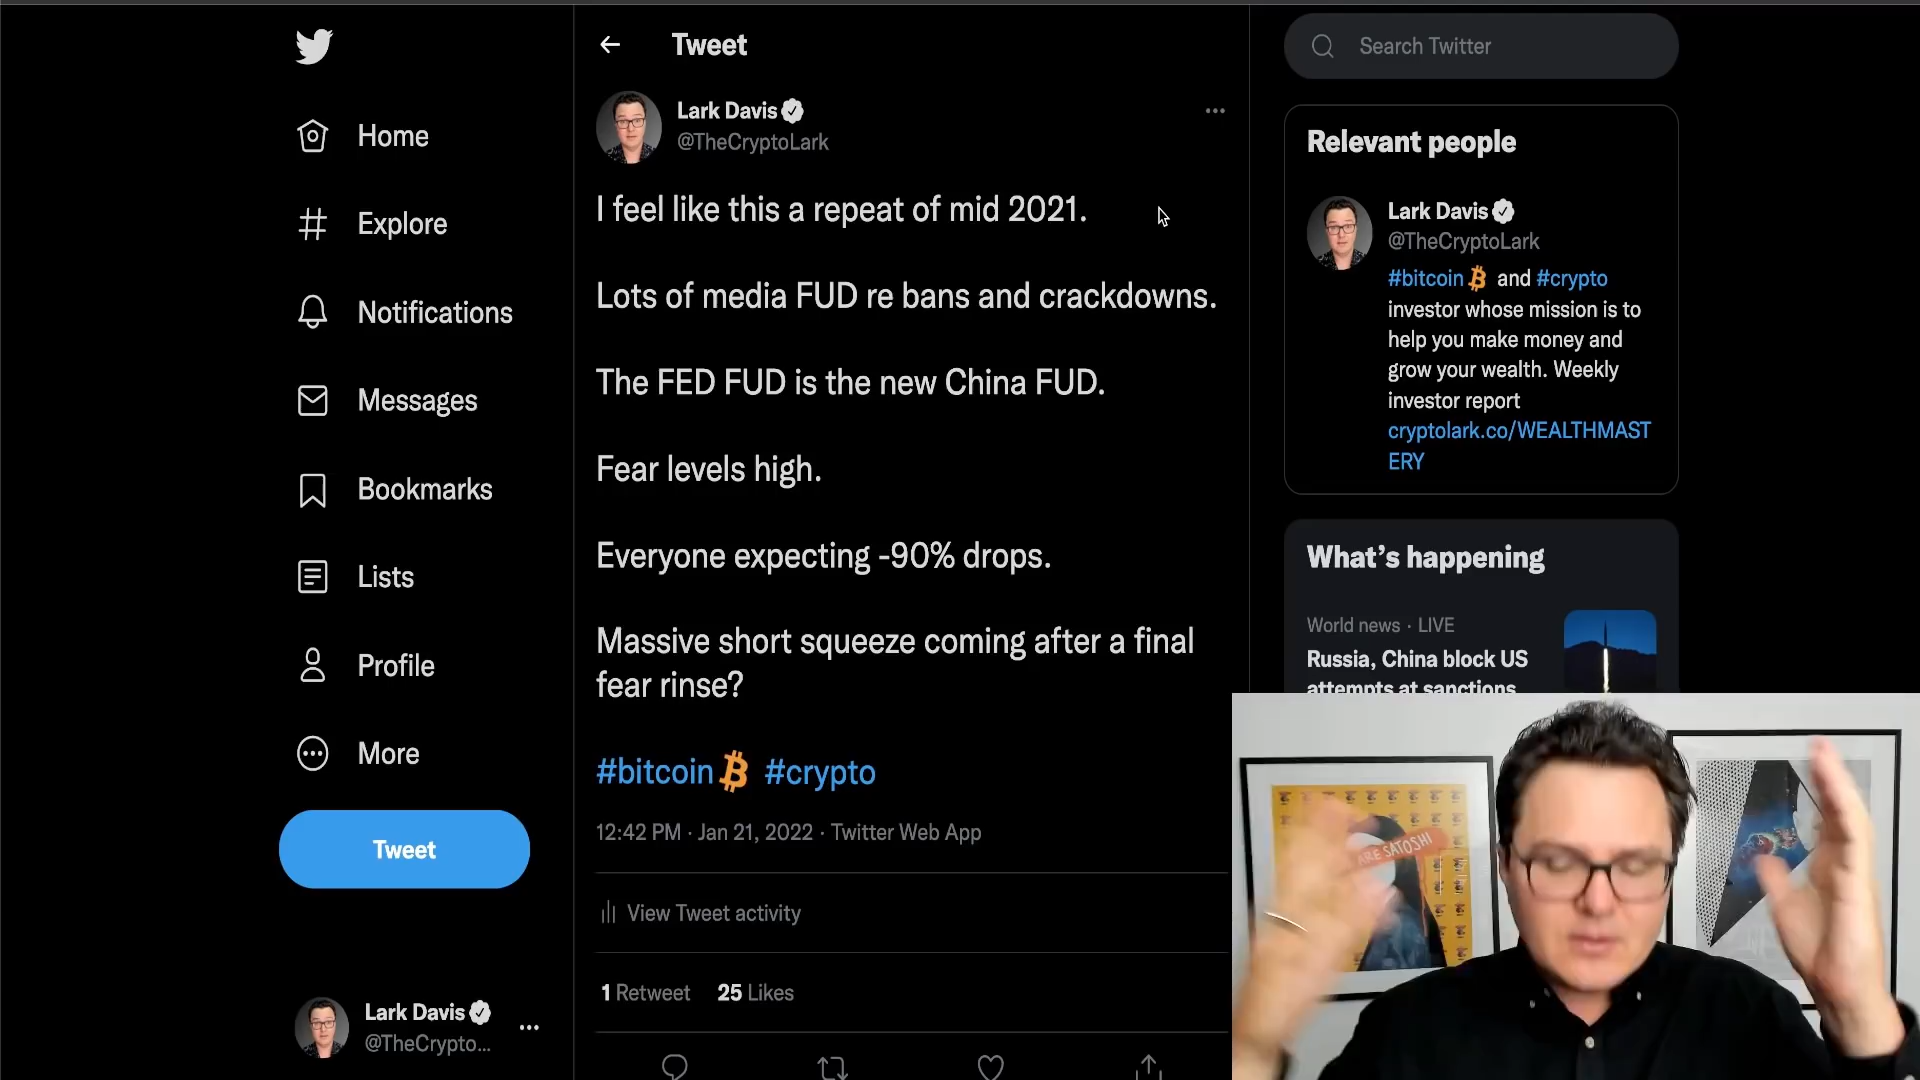 Home
Explore
Notifications
Messages
Bookmarks
Lists
Profile
More
Tweet
Lark Davis
@TheCrypto...
Tweet
Lark Davis
@TheCryptoLark
I feel like this a repeat of mid 2021.
Lots of media FUD re bans and crackdowns.
The FED FUD is the new China FUD.
Fear levels high.
Everyone expecting -90% drops.
Massive short squeeze coming after a final
fear rinse?
#bitcoin #crypto
12:42 PM · Jan 21, 2022 · Twitter Web App
View Tweet activity
1 Retweet 25 Likes
Search Twitter
Relevant people
Lark Davis
@TheCryptoLark
#bitcoin and #crypto
investor whose mission is to
help you make money and
grow your wealth. Weekly
investor report
cryptolark.co/WEALTHMAST
ERY
What's happening
World news · LIVE
Russia, China block US
attempts at sanctions
ARE SATOSHI